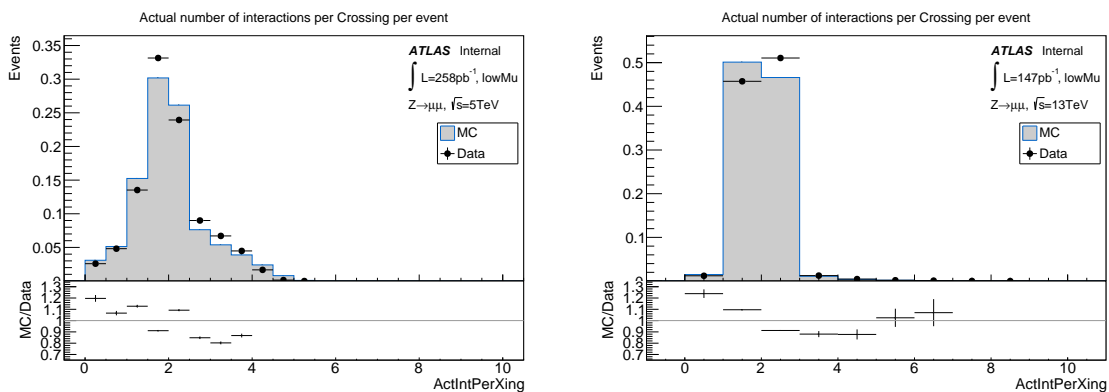 Actual number of interactions per Crossing per event
Events
0.35
0.3
0.25
0.2
0.15
0.1
0.05
ATLAS Internal
∫ L=258pb⁻¹, lowMu
Z→μμ, √s=5TeV
MC
Data
MC/Data
1.3
1.2
1.1
1
0.9
0.8
0.7
0 2 4 6 8 10
ActIntPerXing
Actual number of interactions per Crossing per event
Events
0.5
0.4
0.3
0.2
0.1
ATLAS Internal
∫ L=147pb⁻¹, lowMu
Z→μμ, √s=13TeV
MC
Data
MC/Data
1.3
1.2
1.1
1
0.9
0.8
0.7
0 2 4 6 8 10
ActIntPerXing